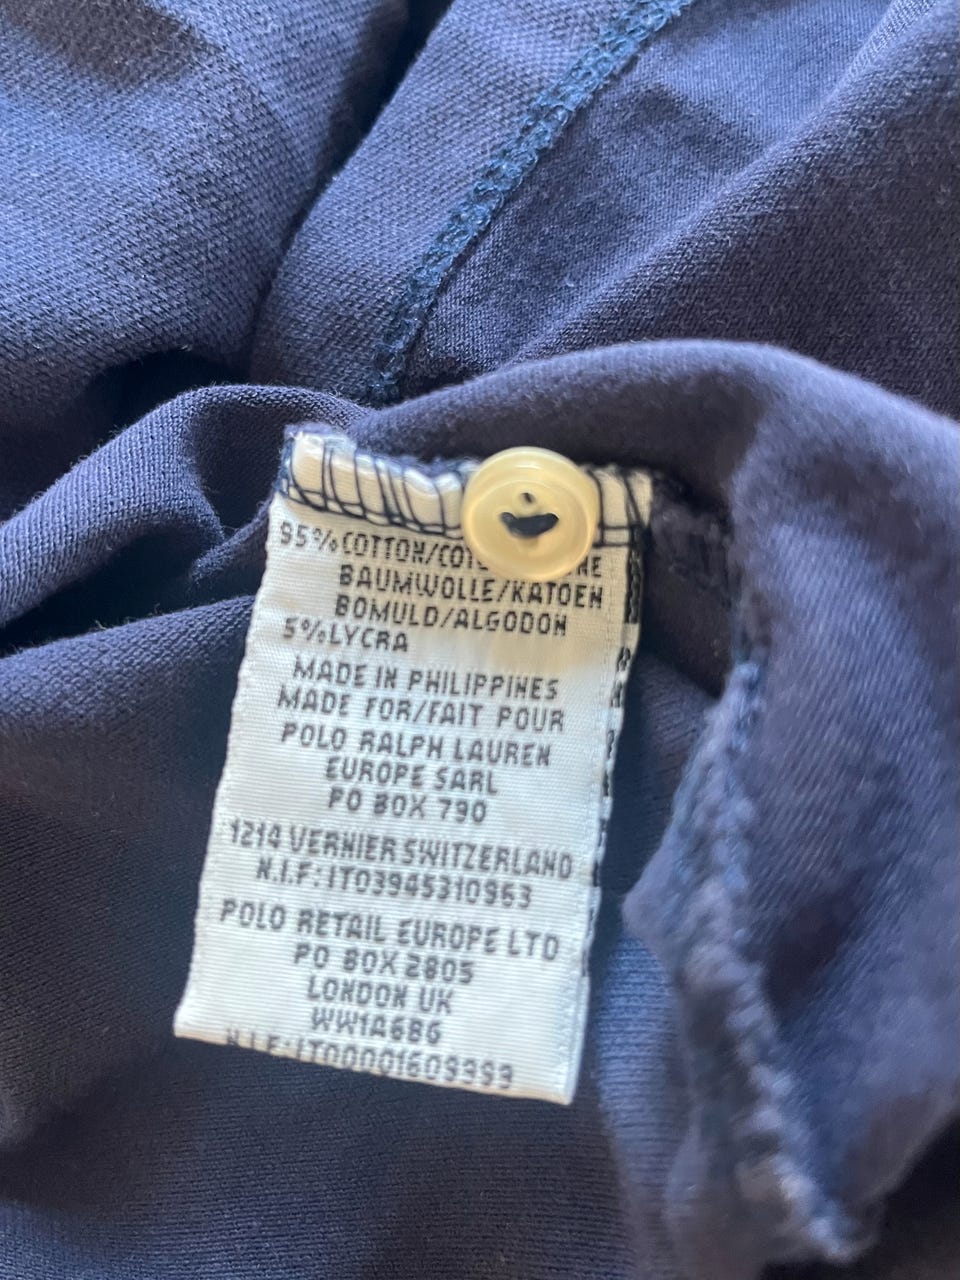 95% COTTON/
BAUMWOLLE/KATOEN
BOMULD/ALGODON
5% LYCRA
MADE IN PHILIPPINES
MADE FOR/FAIT POUR
POLO RALPH LAUREN
EUROPE SARL
PO BOX 790
1214 VERNIER SWITZERLAND
N.I.F: IT03945310963
POLO RETAIL EUROPE LTD
PO BOX 2805
LONDON UK
WW1A6BG
N.I.F: IT00001609393